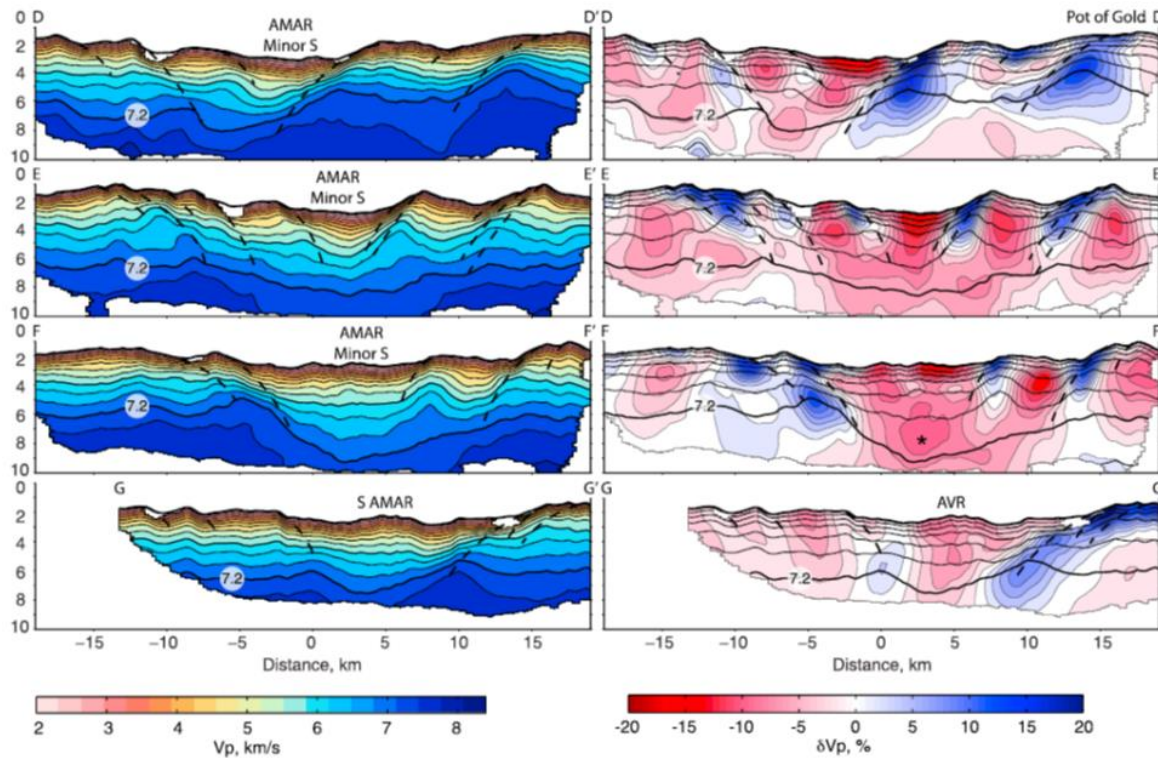 D AMAR D' D Pot of Gold D
Minor S
0
2
4
6
8
10
7.2 7.2
E AMAR E' E E
Minor S
0
2
4
6
8
10
7.2 7.2
F AMAR F' F F
Minor S
0
2
4
6
8
10
7.2 7.2 *
G S AMAR G' G AVR G
0
2
4
6
8
10
7.2 7.2
−15 −10 −5 0 5 10 15 −15 −10 −5 0 5 10 15
Distance, km Distance, km
2 3 4 5 6 7 8 -20 -15 -10 -5 0 5 10 15 20
Vp, km/s δVp, %